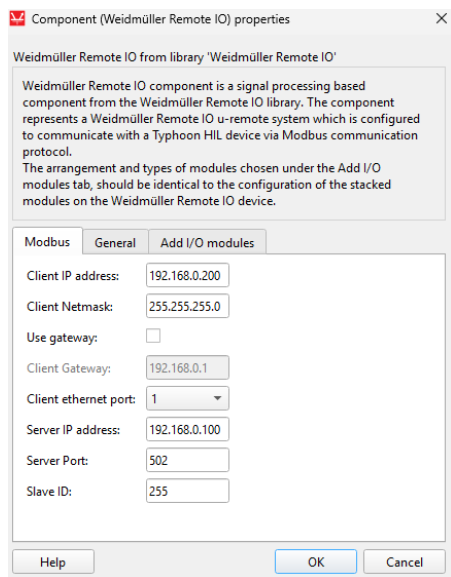 Component (Weidmüller Remote IO) properties
Weidmüller Remote IO from library 'Weidmüller Remote IO'
Weidmüller Remote IO component is a signal processing based
component from the Weidmüller Remote IO library. The component
represents a Weidmüller Remote IO u-remote system which is configured
to communicate with a Typhoon HIL device via Modbus communication
protocol.
The arrangement and types of modules chosen under the Add I/O
modules tab, should be identical to the configuration of the stacked
modules on the Weidmüller Remote IO device.
Modbus General Add I/O modules
Client IP address: 192.168.0.200
Client Netmask: 255.255.255.0
Use gateway:
Client Gateway: 192.168.0.1
Client ethernet port: 1
Server IP address: 192.168.0.100
Server Port: 502
Slave ID: 255
Help OK Cancel